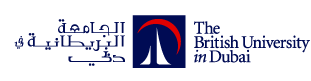 الجامعة
البريطانية في
دبي
The
British University
in Dubai